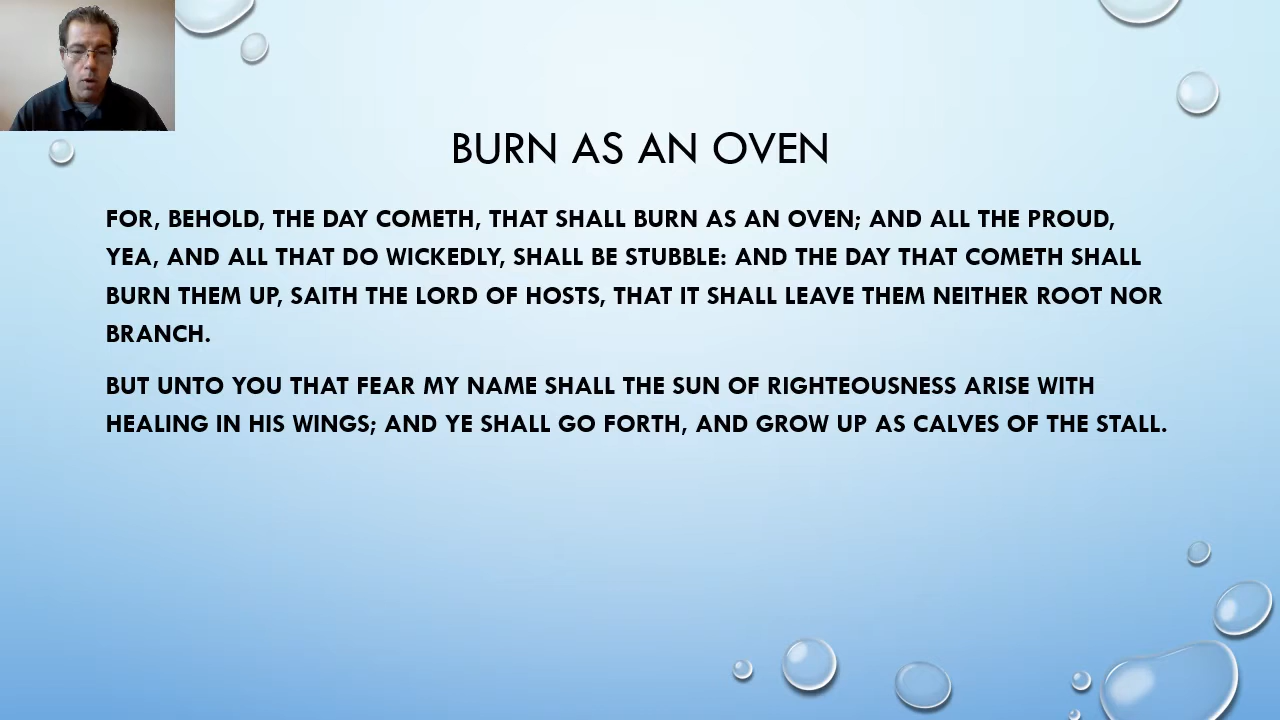 BURN AS AN OVEN
FOR, BEHOLD, THE DAY COMETH, THAT SHALL BURN AS AN OVEN; AND ALL THE PROUD,
YEA, AND ALL THAT DO WICKEDLY, SHALL BE STUBBLE: AND THE DAY THAT COMETH SHALL
BURN THEM UP, SAITH THE LORD OF HOSTS, THAT IT SHALL LEAVE THEM NEITHER ROOT NOR
BRANCH.
BUT UNTO YOU THAT FEAR MY NAME SHALL THE SUN OF RIGHTEOUSNESS ARISE WITH
HEALING IN HIS WINGS; AND YE SHALL GO FORTH, AND GROW UP AS CALVES OF THE STALL.